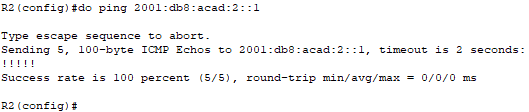 R2(config)#do ping 2001:db8:acad:2::1
Type escape sequence to abort.
Sending 5, 100-byte ICMP Echos to 2001:db8:acad:2::1, timeout is 2 seconds:
!!!!!
Success rate is 100 percent (5/5), round-trip min/avg/max = 0/0/0 ms
R2(config)#